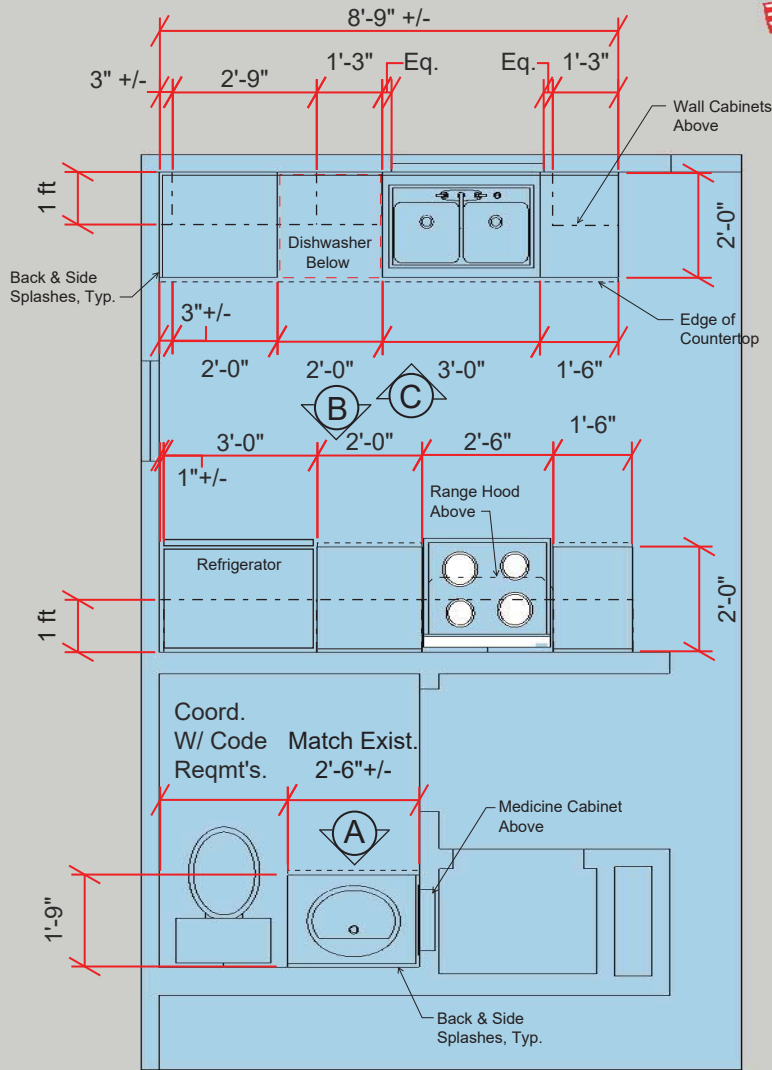 8'-9" +/-
3" +/-
2'-9"
1'-3"
Eq.
Eq.
1'-3"
Wall Cabinets
Above
1 ft
2'-0"
Dishwasher
Below
Back & Side
Splashes, Typ.
Edge of
Countertop
3"+/-
2'-0"
2'-0"
3'-0"
1'-6"
B
C
3'-0"
2'-0"
2'-6"
1'-6"
1"+/-
Range Hood
Above
Refrigerator
1 ft
2'-0"
Coord.
W/ Code
Reqmt's.
Match Exist.
2'-6"+/-
A
Medicine Cabinet
Above
1'-9"
Back & Side
Splashes, Typ.